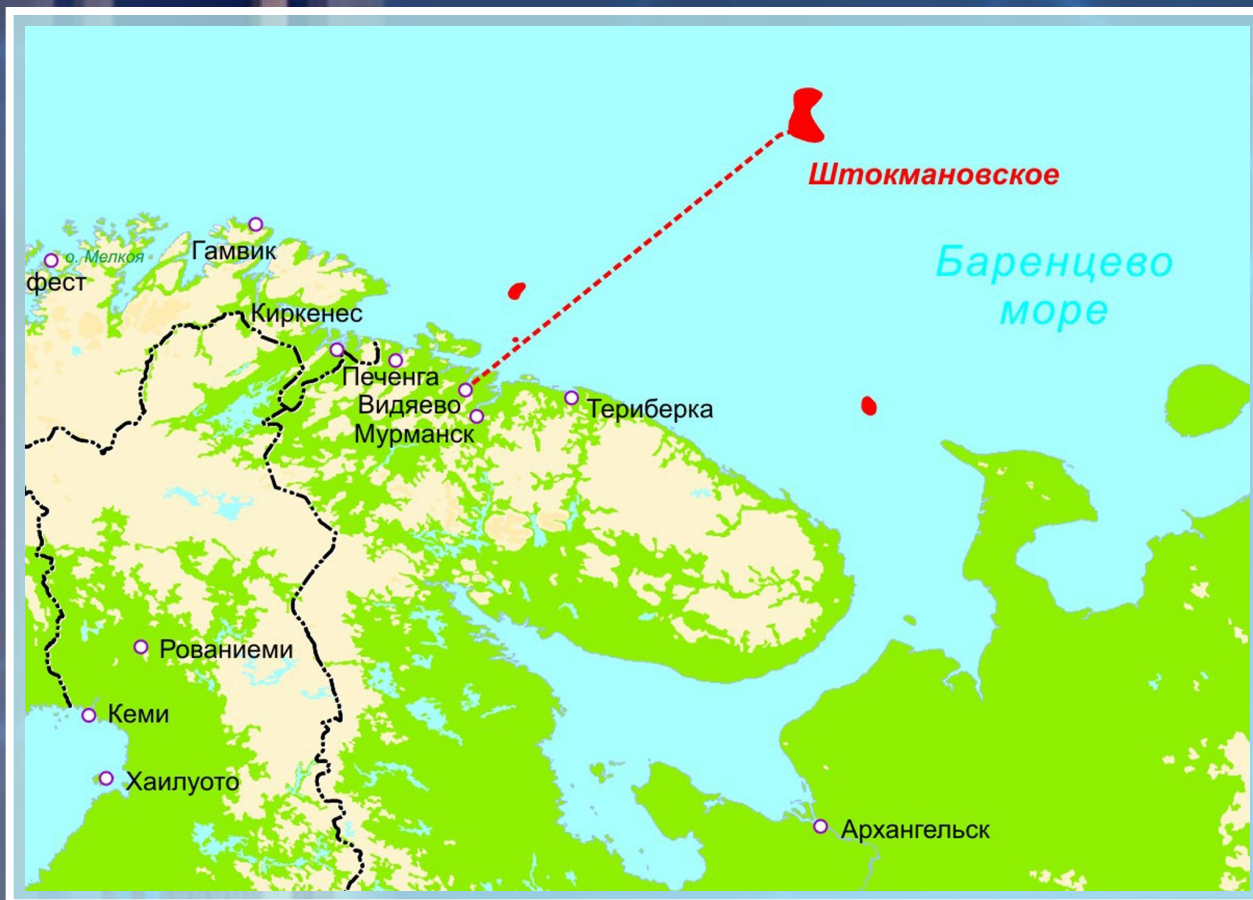 Штокмановское
Баренцево
море
Гамвик
о. Мелкоя
фест
Киркенес
Печенга
Видяево
Мурманск
Териберка
Рованиеми
Кеми
Хаилуото
Архангельск